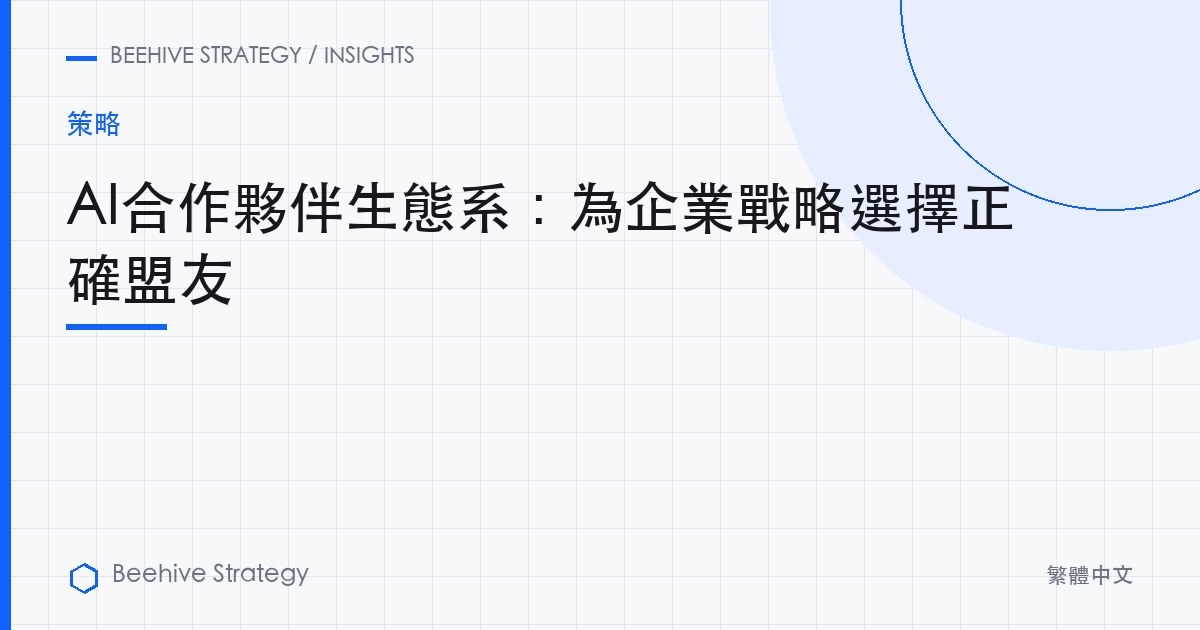 BEEHIVE STRATEGY / INSIGHTS
策略
AI合作夥伴生態系：為企業戰略選擇正
確盟友
Beehive Strategy
繁體中文